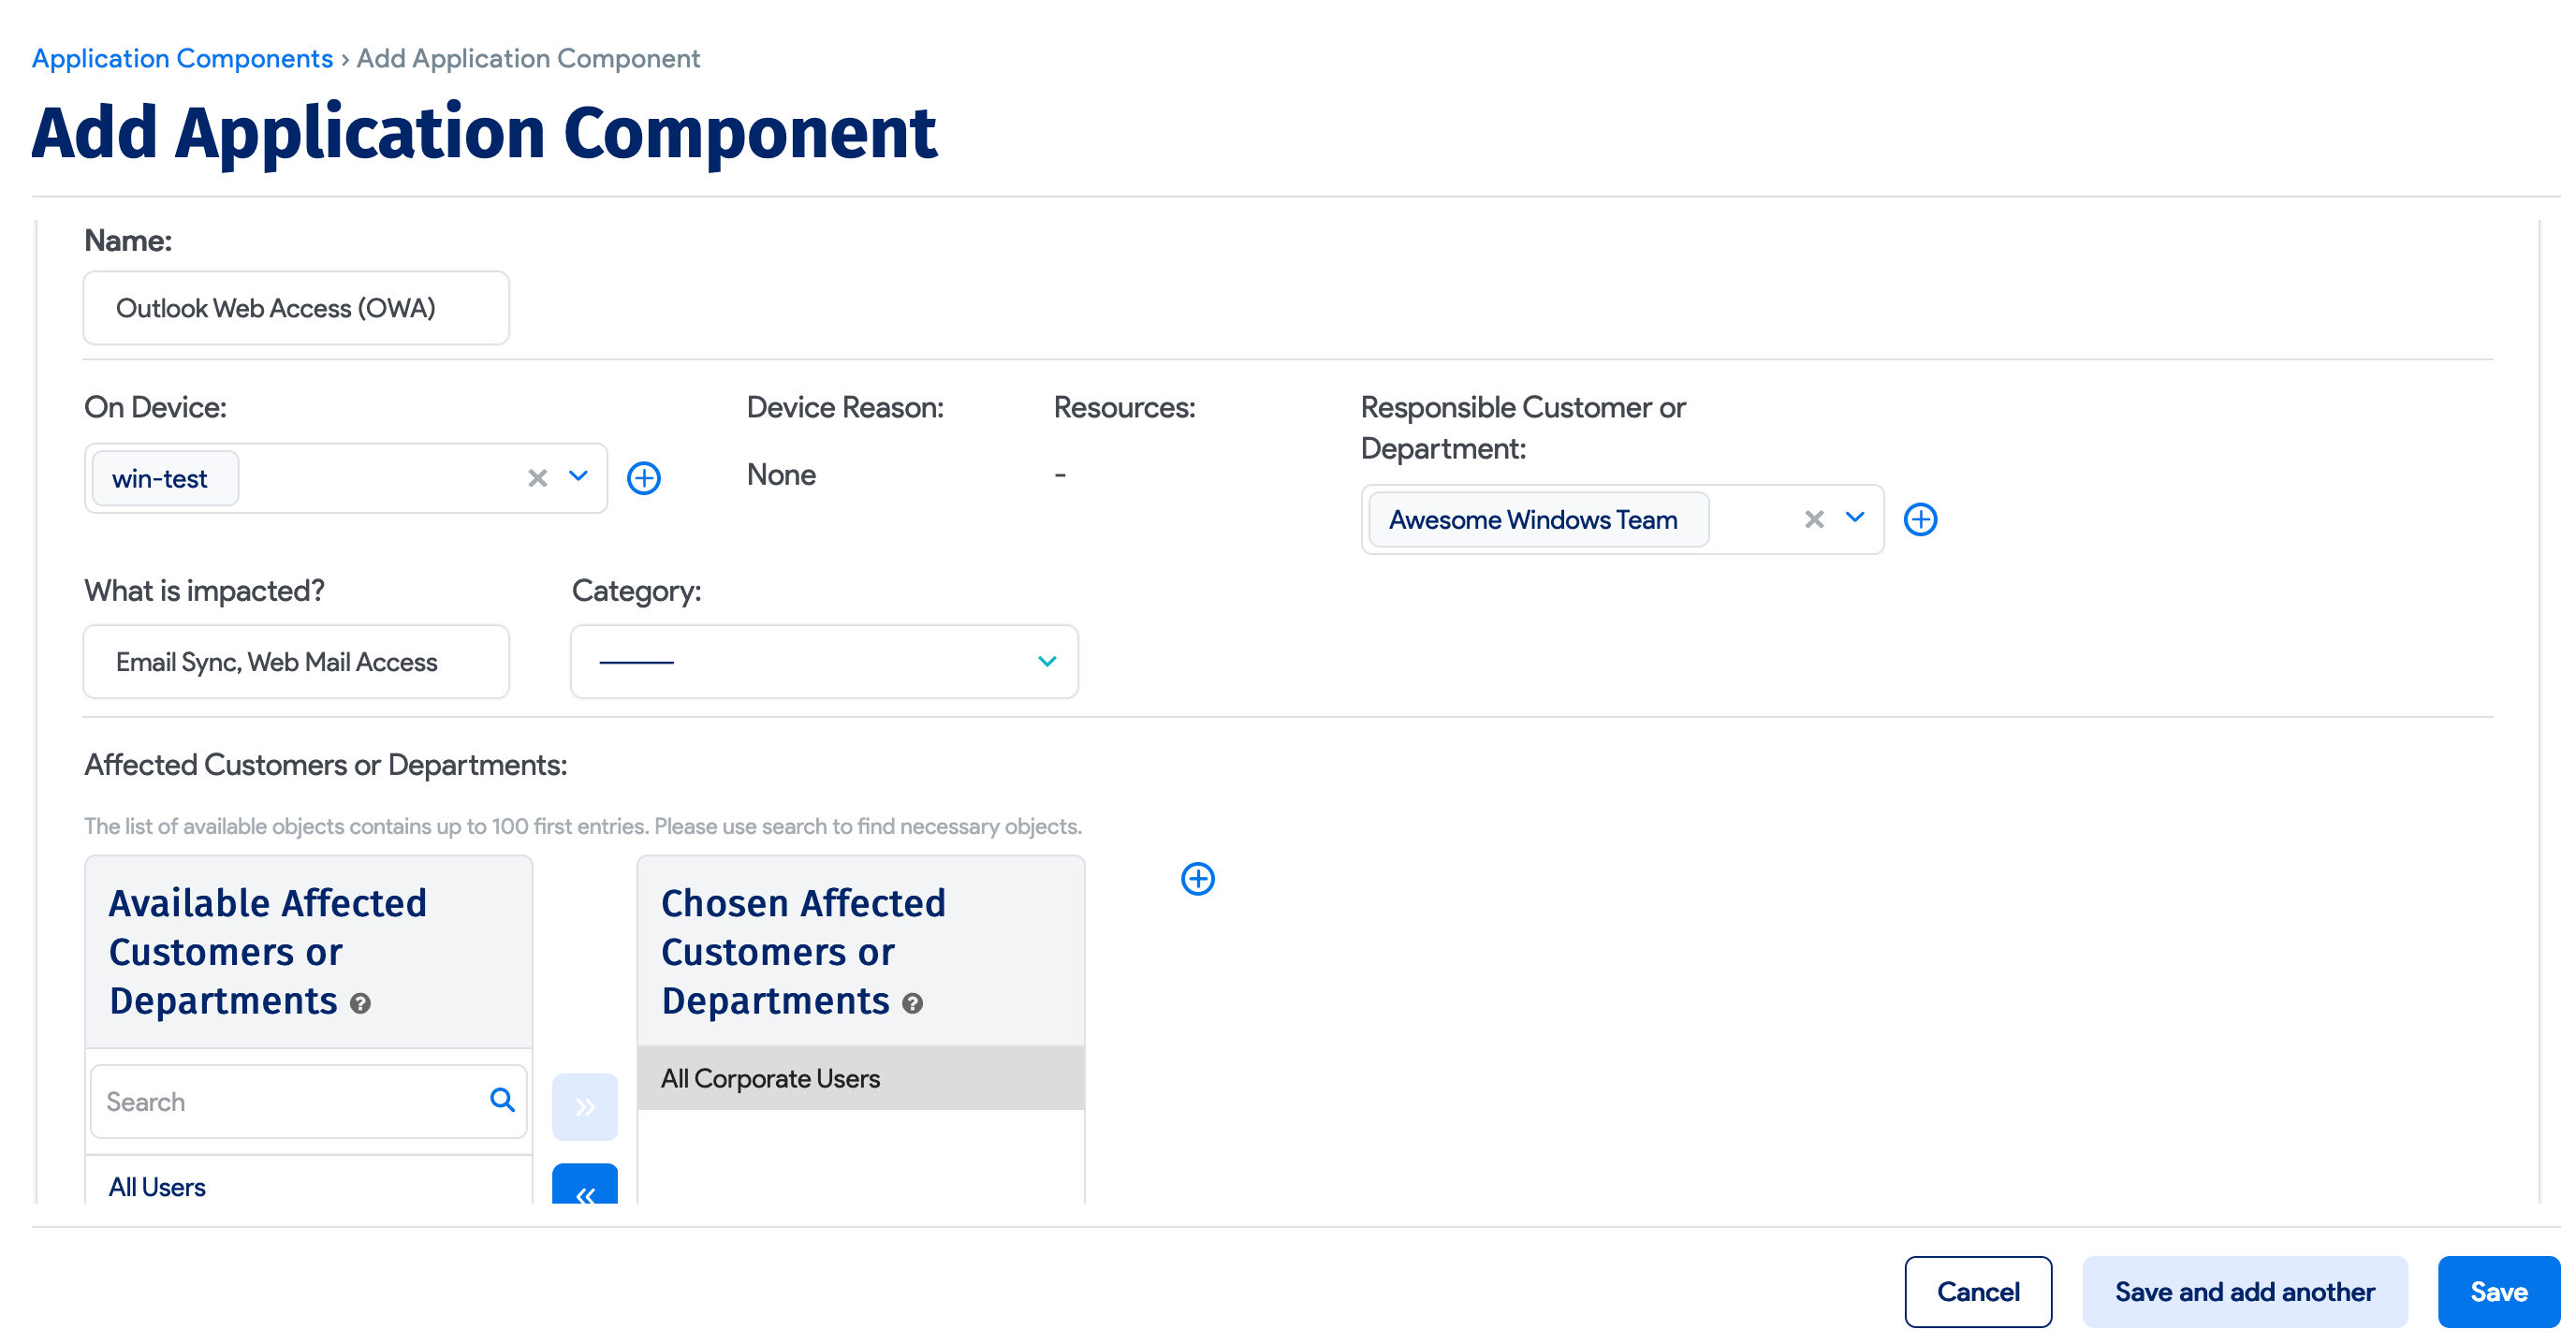 Application Components › Add Application Component
Add Application Component
Name:
Outlook Web Access (OWA)
On Device:
win-test
Device Reason:
None
Resources:
-
Responsible Customer or
Department:
Awesome Windows Team
What is impacted?
Email Sync, Web Mail Access
Category:
Affected Customers or Departments:
The list of available objects contains up to 100 first entries. Please use search to find necessary objects.
Available Affected
Customers or
Departments
Search
All Users
Chosen Affected
Customers or
Departments
All Corporate Users
Cancel
Save and add another
Save